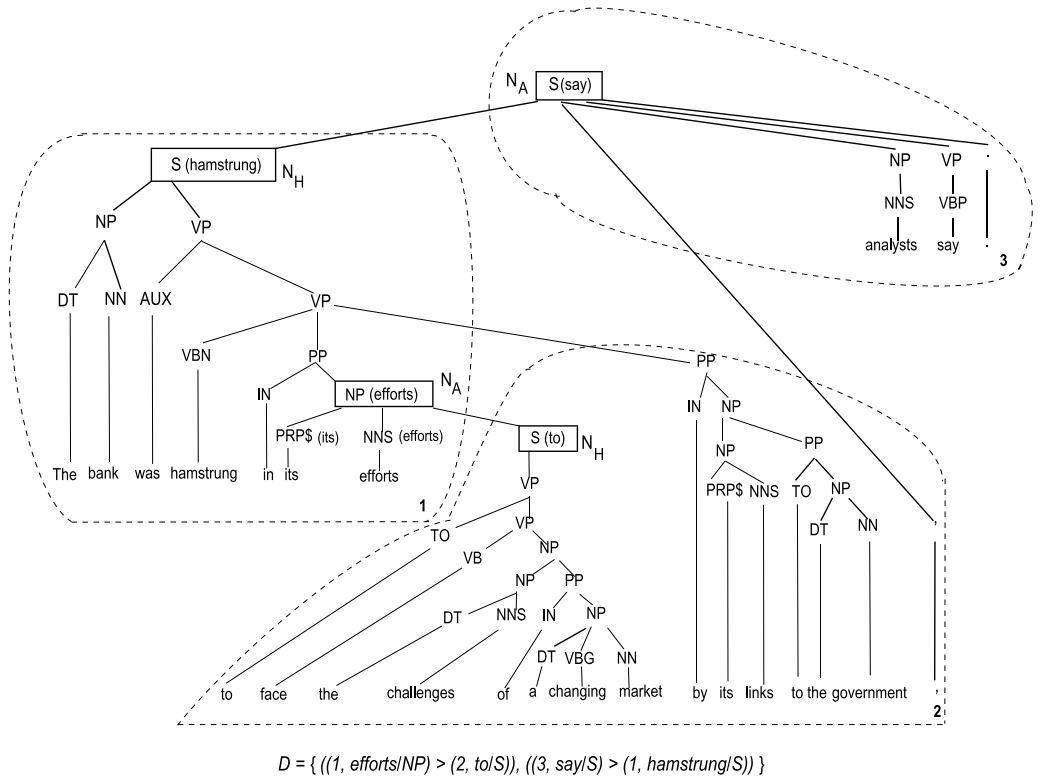 N_A S (say)
NP VP .
S (hamstrung) N_H
NNS VBP
NP VP
analysts say .
3
DT NN AUX VP
VBN PP PP
IN NP (efforts) N_A IN NP
PRP$ (its) NNS (efforts) S (to) N_H NP PP
The bank was hamstrung in its efforts
VP PRP$ NNS TO NP
1
TO VP DT NN ,
VB NP
NP PP
DT NNS IN NP
DT VBG NN
to face the challenges of a changing market by its links to the government ,
2
D = { ((1, efforts/NP) > (2, to/S)), ((3, say/S) > (1, hamstrung/S)) }